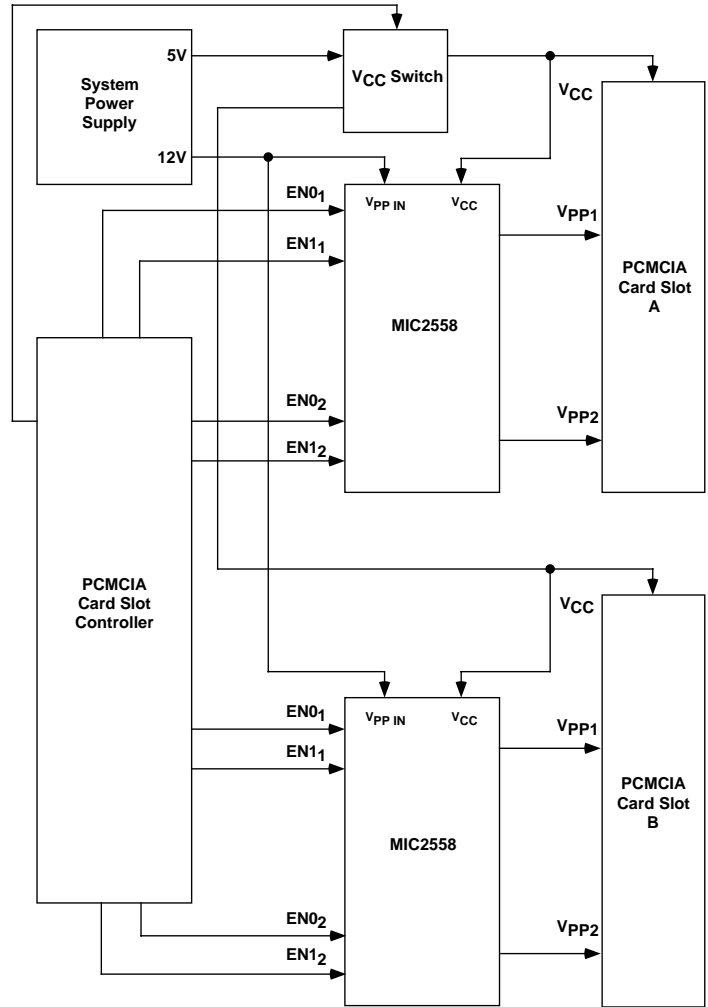 5V
System
Power
Supply
12V
VCC Switch
VCC
EN01
EN11
VPP IN
VCC
VPP1
MIC2558
PCMCIA
Card Slot
A
EN02
EN12
VPP2
PCMCIA
Card Slot
Controller
VCC
EN01
EN11
VPP IN
VCC
VPP1
MIC2558
PCMCIA
Card Slot
B
EN02
EN12
VPP2